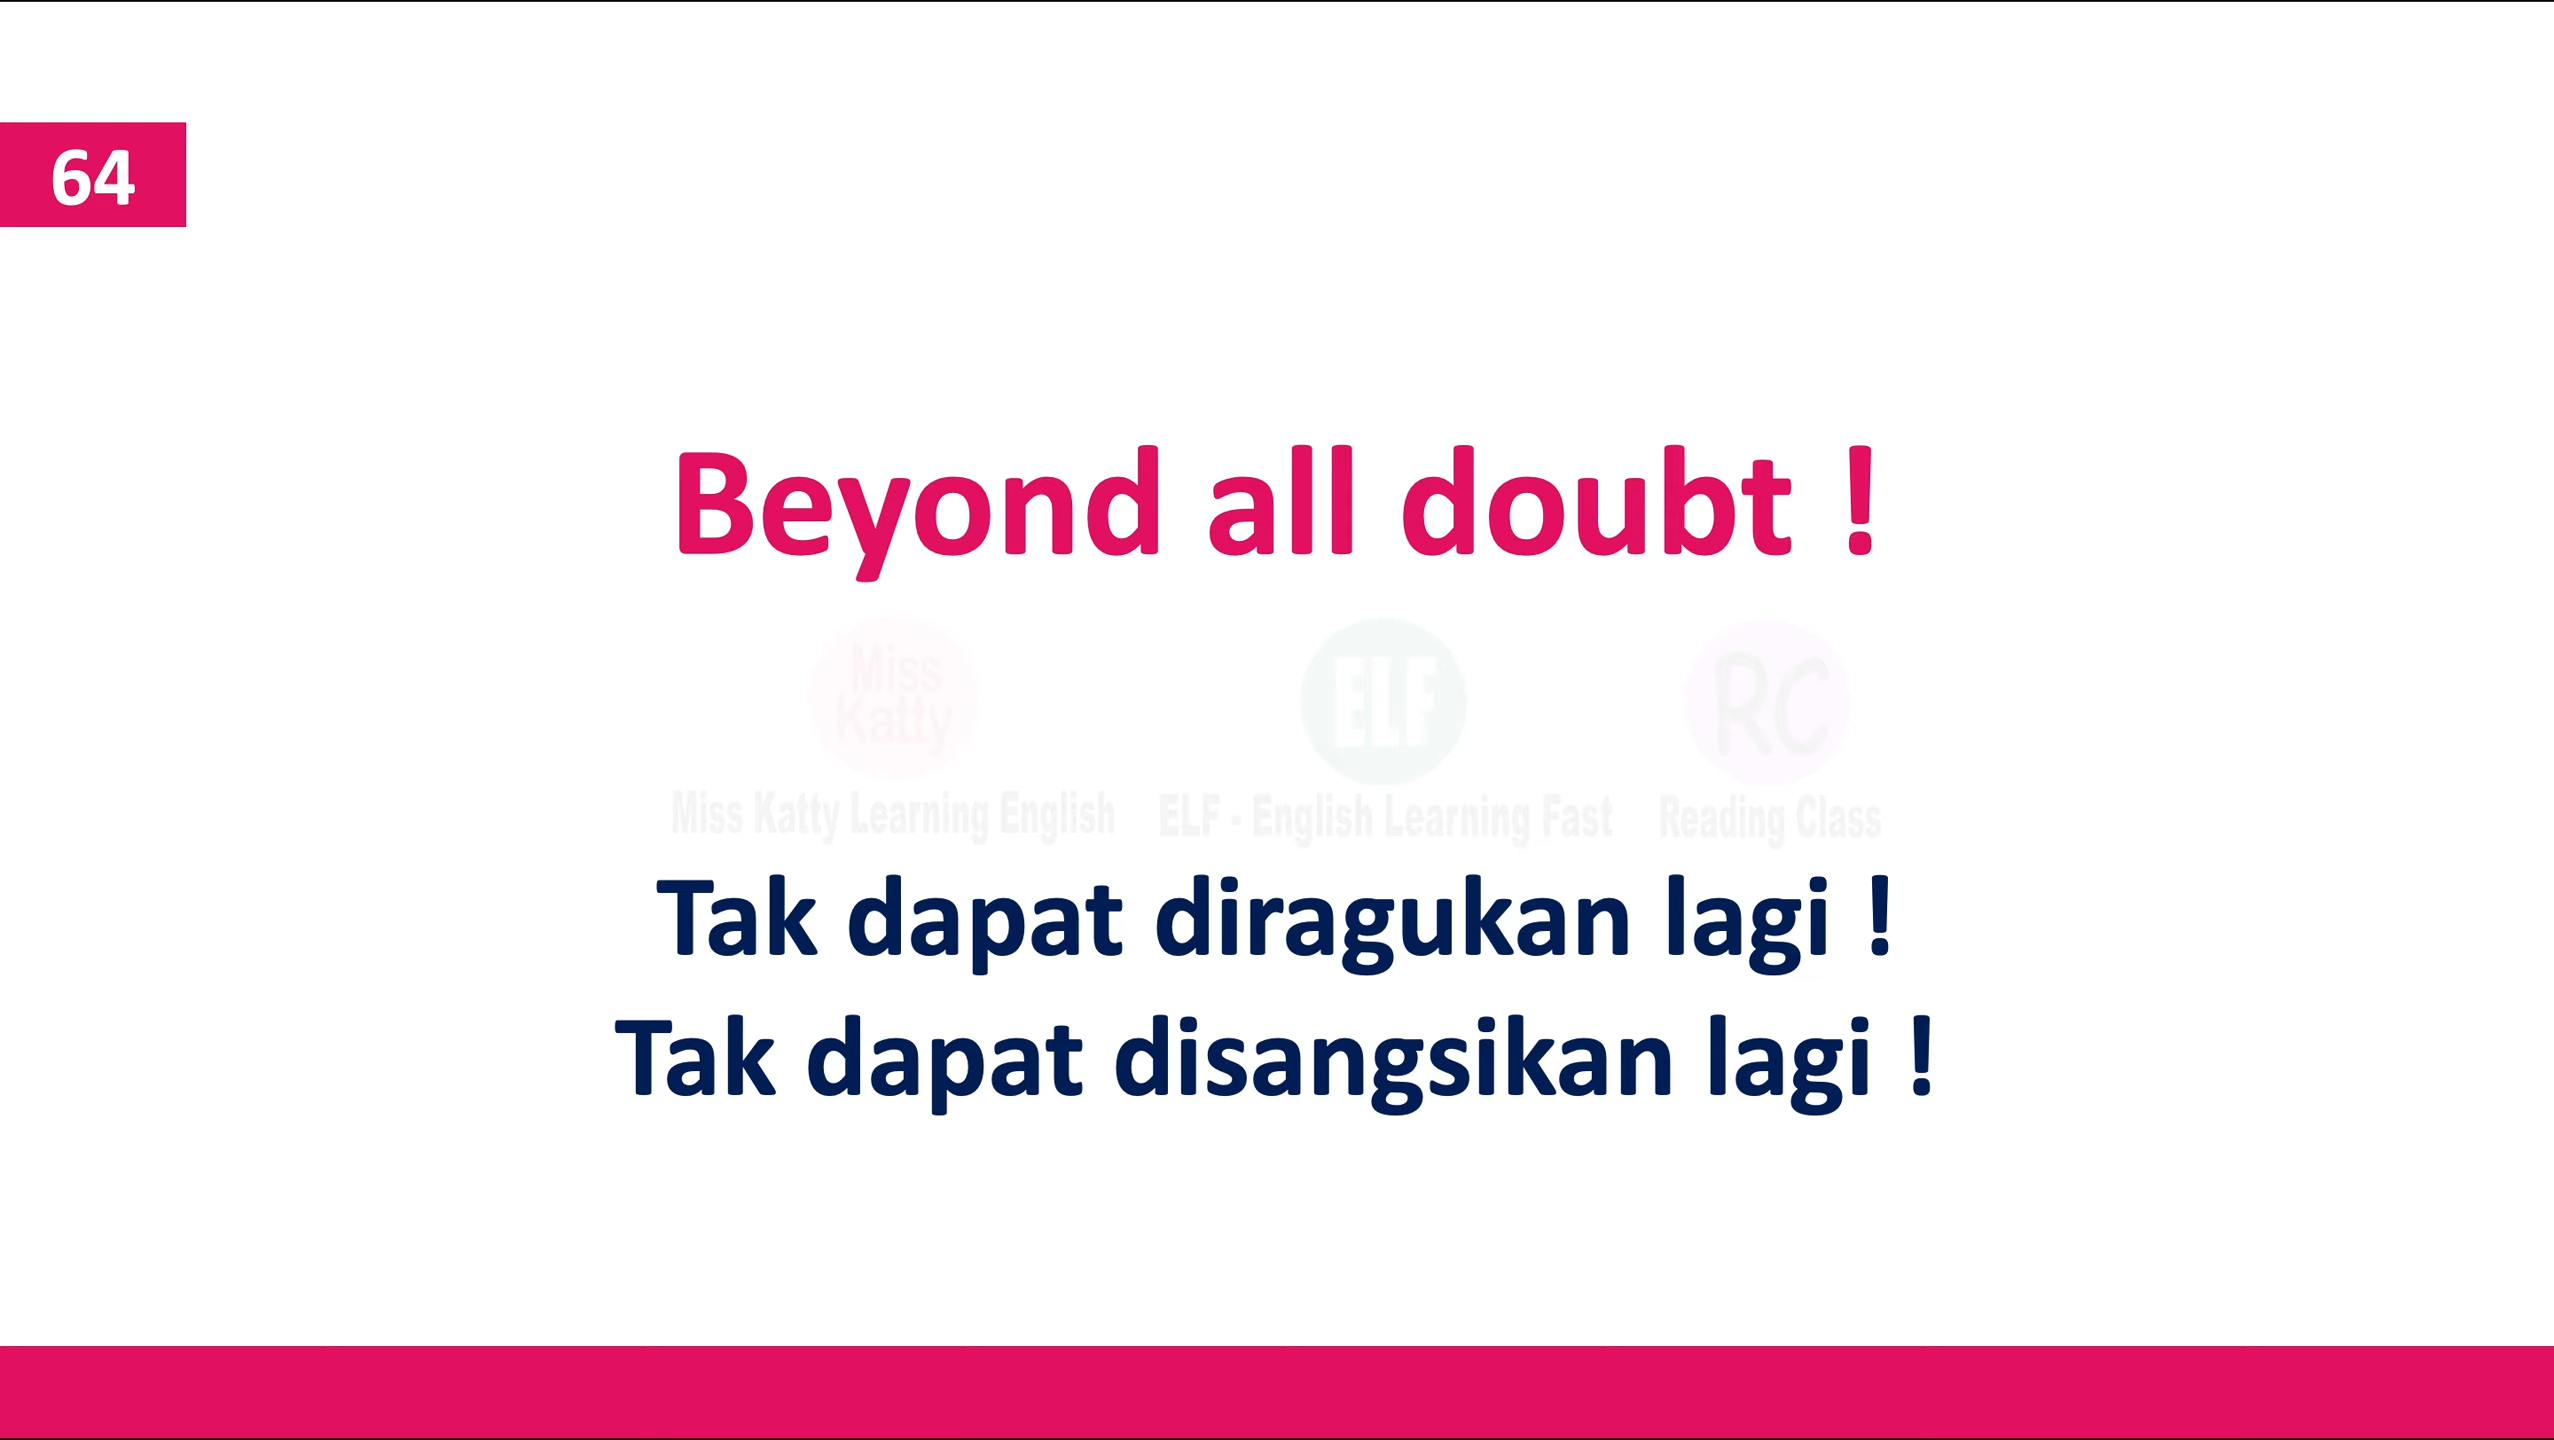 64
Beyond all doubt !
Miss
Katty
ELF
RC
Miss Katty Learning English
ELF - English Learning Fast
Reading Class
Tak dapat diragukan lagi !
Tak dapat disangsikan lagi !